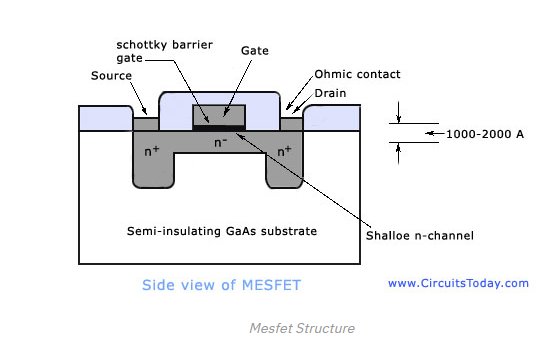 schottky barrier
gate
Gate
Source
Ohmic contact
Drain
1000-2000 A
n+
n-
n+
Shalloe n-channel
Semi-insulating GaAs substrate
Side view of MESFET
www.CircuitsToday.com
Mesfet Structure